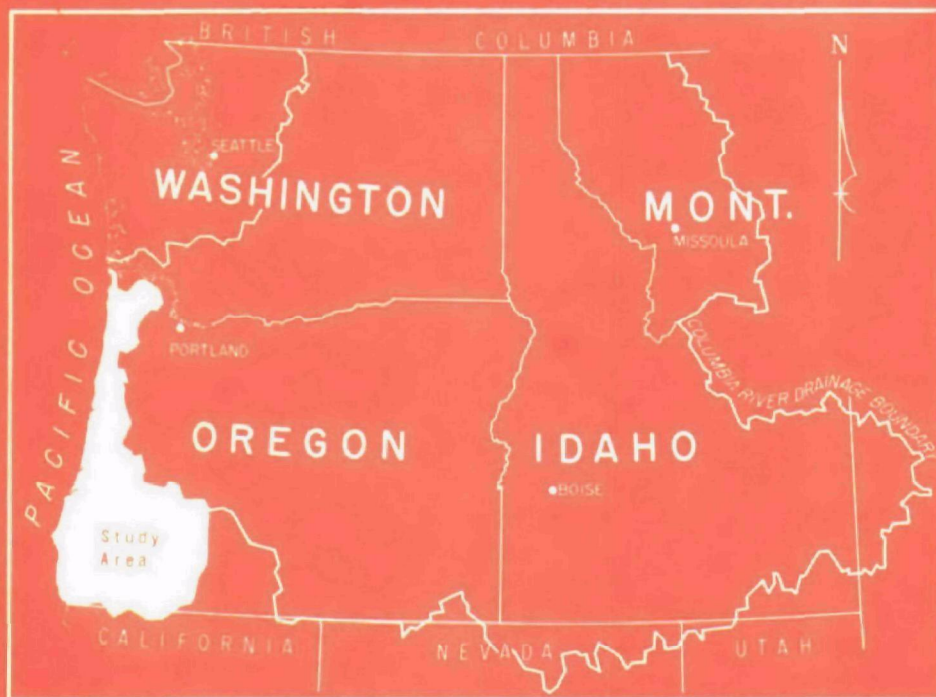 BRITISH COLUMBIA
N
SEATTLE
WASHINGTON
MONT.
MISSOULA
PACIFIC OCEAN
PORTLAND
COLUMBIA RIVER DRAINAGE BOUNDARY
OREGON
IDAHO
BOISE
Study
Area
CALIFORNIA
NEVADA
UTAH